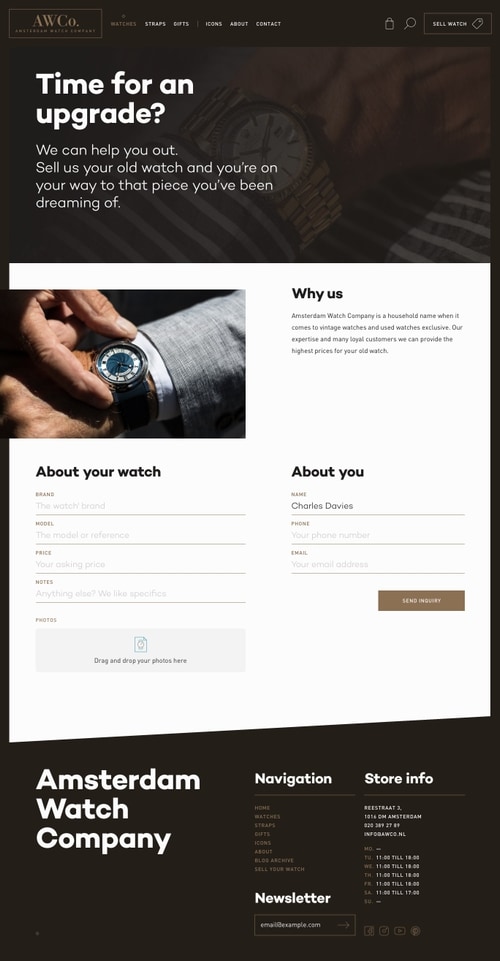 AWCo.
AMSTERDAM WATCH COMPANY
WATCHES STRAPS GIFTS | ICONS ABOUT CONTACT
SELL WATCH
Time for an
upgrade?
We can help you out.
Sell us your old watch and you're on
your way to that piece you've been
dreaming of.
Why us
Amsterdam Watch Company is a household name when it
comes to vintage watches and used watches exclusive. Our
expertise and many loyal customers we can provide the
highest prices for your old watch.
About your watch
BRAND
The watch' brand
MODEL
The model or reference
PRICE
Your asking price
NOTES
Anything else? We like specifics
PHOTOS
Drag and drop your photos here
About you
NAME
Charles Davies
PHONE
Your phone number
EMAIL
Your email address
SEND INQUIRY
Amsterdam
Watch
Company
Navigation
HOME
WATCHES
STRAPS
GIFTS
ICONS
ABOUT
BLOG ARCHIVE
SELL YOUR WATCH
Newsletter
email@example.com
Store info
REESTRAAT 3,
1016 DM AMSTERDAM
020 389 27 89
INFO@AWCO.NL
MO. —
TU. 11:00 TILL 18:00
WE. 11:00 TILL 18:00
TH. 11:00 TILL 18:00
FR. 11:00 TILL 18:00
SA. 11:00 TILL 17:00
SU. —